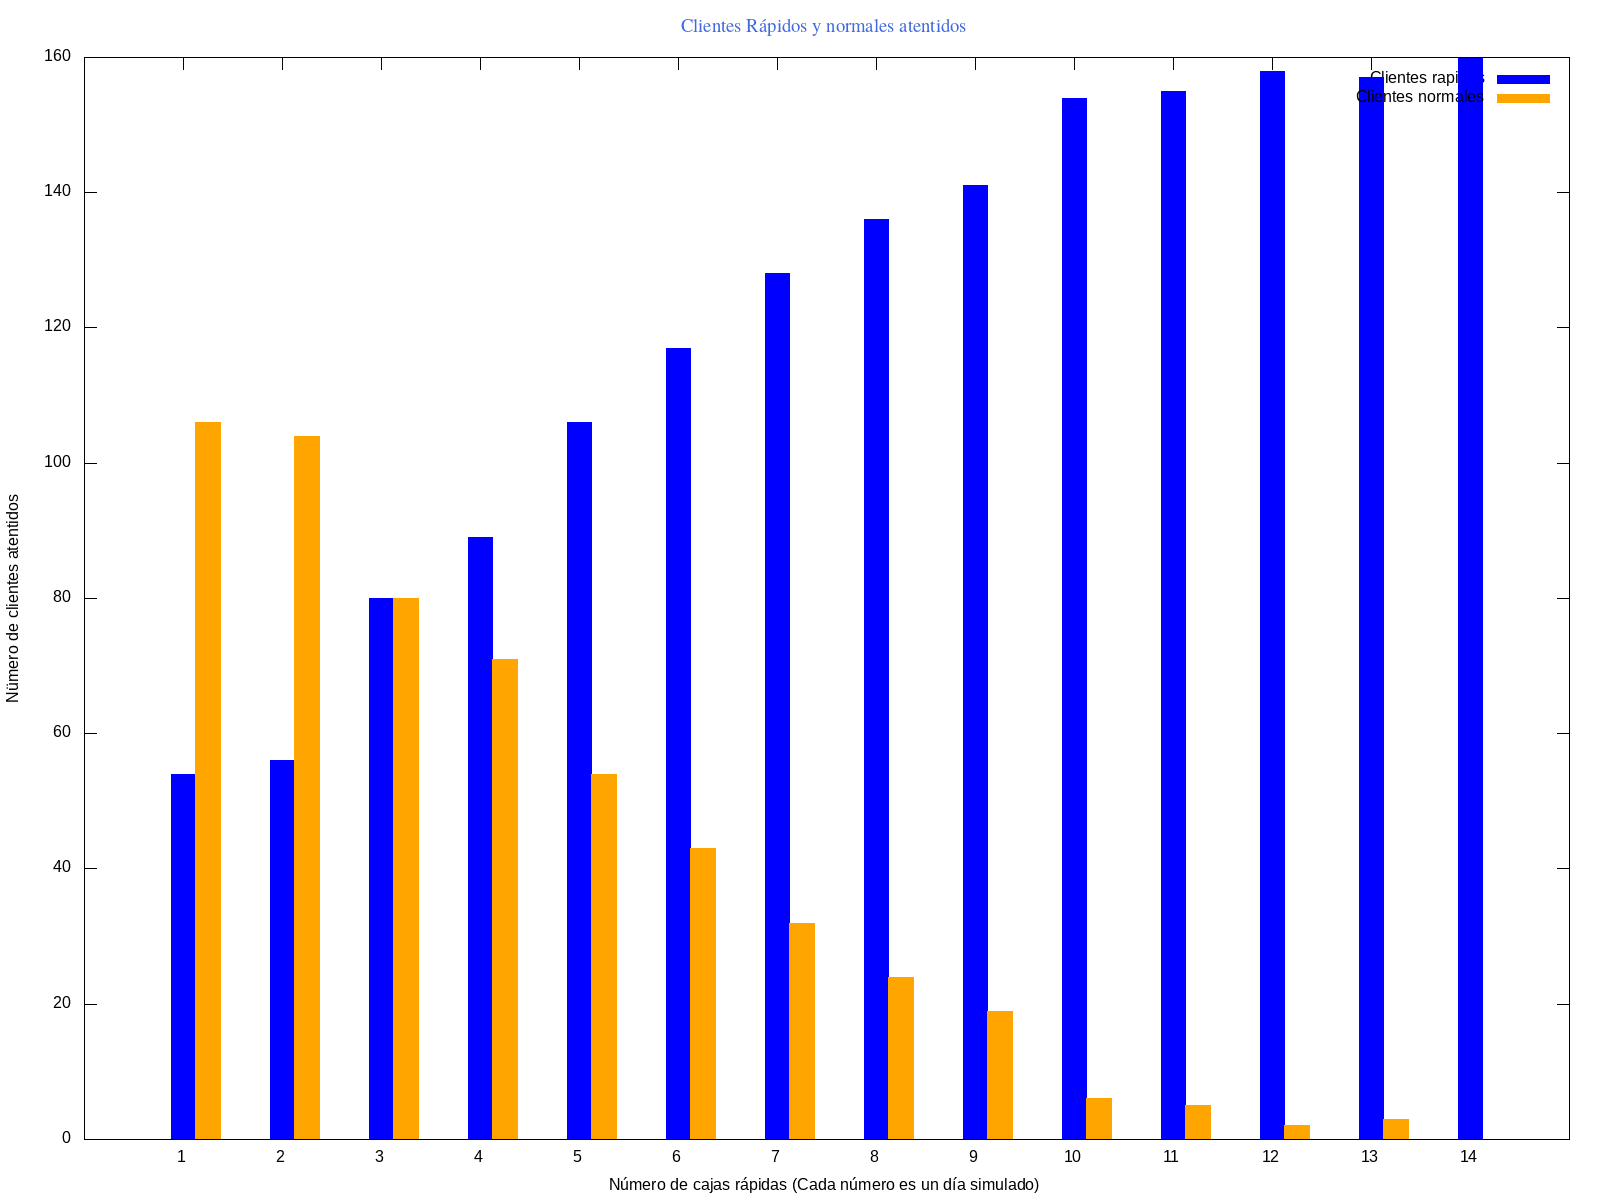 Clientes Rápidos y normales atentidos
160
140
120
100
80
60
40
20
0
Número de clientes atentidos
Clientes rapidos
Clientes normales
1 2 3 4 5 6 7 8 9 10 11 12 13 14
Número de cajas rápidas (Cada número es un día simulado)